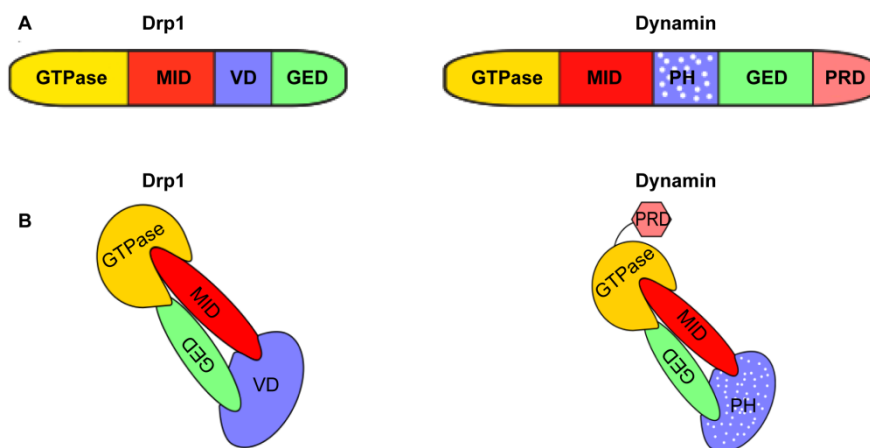 A Drp1 Dynamin
GTPase MID VD GED GTPase MID PH GED PRD
Drp1 Dynamin
B
PRD
GTPase GTPase
MID MID
GED GED
VD PH